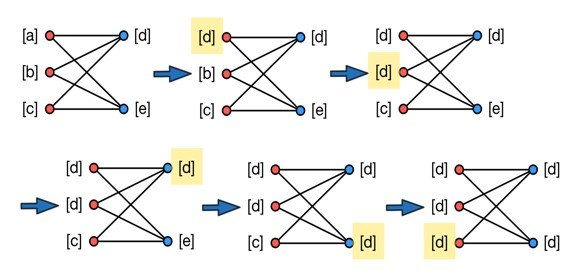 [a] [d] [d] [d] [d] [d]
[b] [b] [d]
[c] [e] [c] [e] [c] [e]
[d] [d] [d] [d] [d] [d]
[d] [d] [d]
[c] [e] [c] [d] [d] [d]